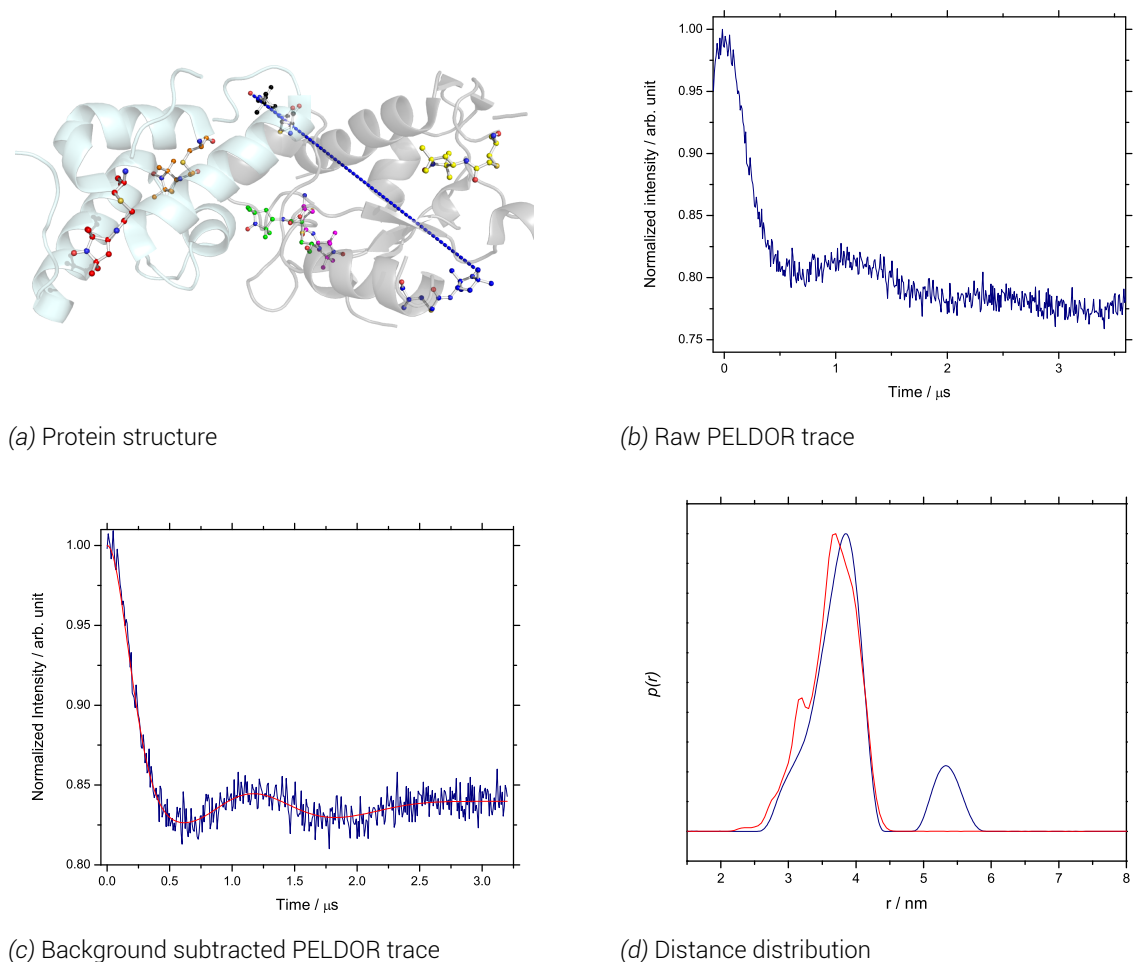 (a) Protein structure
1.00
0.95
0.90
0.85
0.80
0.75
Normalized intensity / arb. unit
0
1
2
3
Time / μs
(b) Raw PELDOR trace
1.00
0.95
0.90
0.85
0.80
Normalized Intensity / arb. unit
0.0
0.5
1.0
1.5
2.0
2.5
3.0
Time / μs
(c) Background subtracted PELDOR trace
p(r)
2
3
4
5
6
7
8
r / nm
(d) Distance distribution